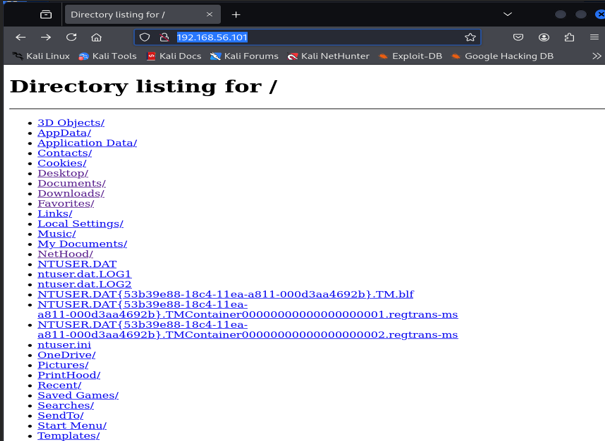 Directory listing for /
192.168.56.101
Kali Linux Kali Tools Kali Docs Kali Forums Kali NetHunter Exploit-DB Google Hacking DB
Directory listing for /
3D Objects/
AppData/
Application Data/
Contacts/
Cookies/
Desktop/
Documents/
Downloads/
Favorites/
Links/
Local Settings/
Music/
My Documents/
NetHood/
NTUSER.DAT
ntuser.dat.LOG1
ntuser.dat.LOG2
NTUSER.DAT{53b39e88-18c4-11ea-a811-000d3aa4692b}.TM.blf
NTUSER.DAT{53b39e88-18c4-11ea-
a811-000d3aa4692b}.TMContainer00000000000000000001.regtrans-ms
NTUSER.DAT{53b39e88-18c4-11ea-
a811-000d3aa4692b}.TMContainer00000000000000000002.regtrans-ms
ntuser.ini
OneDrive/
Pictures/
PrintHood/
Recent/
Saved Games/
Searches/
SendTo/
Start Menu/
Templates/